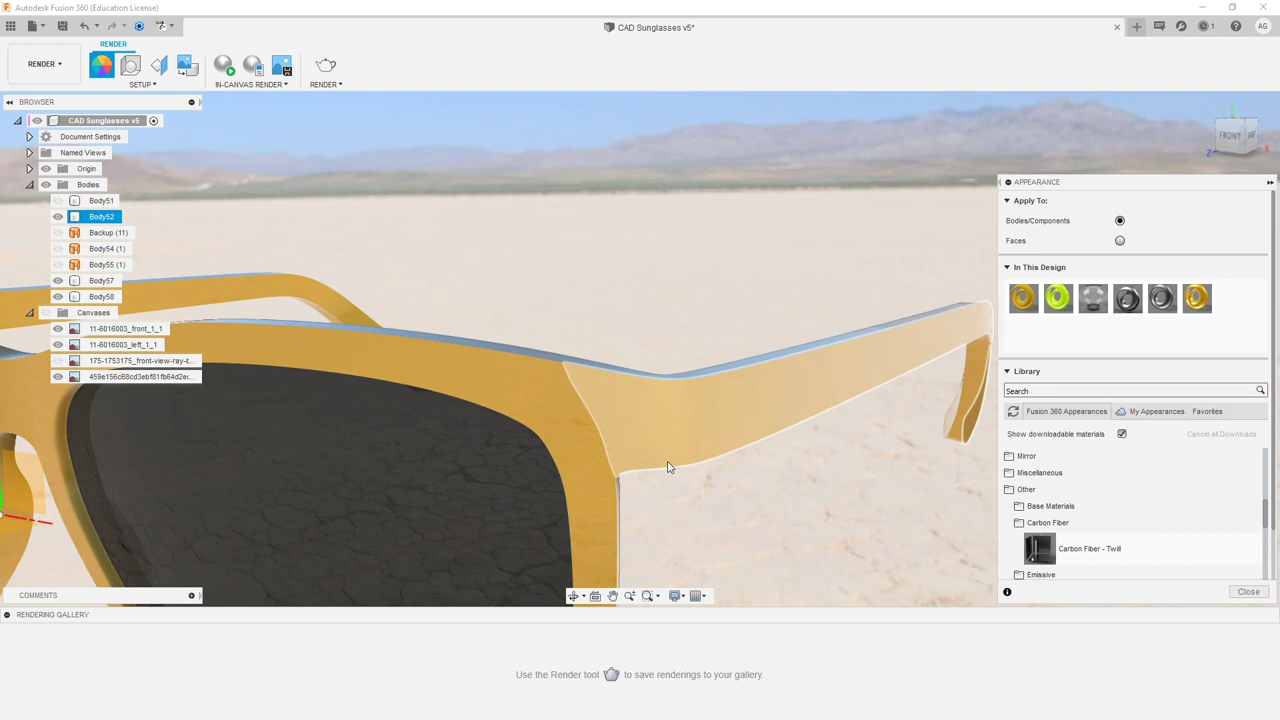 Autodesk Fusion 360 (Education License)
CAD Sunglasses v5*
1
AG
RENDER
RENDER
SETUP
IN-CANVAS RENDER
RENDER
BROWSER
CAD Sunglasses v5
Document Settings
Named Views
Origin
Bodies
Body51
Body52
Backup (11)
Body54 (1)
Body55 (1)
Body57
Body58
Canvases
11-6016003_front_1_1
11-6016003_left_1_1
175-1753175_front-view-ray-t...
459e156c68cd3ebf81fb64d2e...
FRONT
Z
X
APPEARANCE
Apply To:
Bodies/Components
Faces
In This Design
Library
Search
Fusion 360 Appearances
My Appearances
Favorites
Show downloadable materials
Cancel all Downloads
Mirror
Miscellaneous
Other
Base Materials
Carbon Fiber
Carbon Fiber - Twill
Emissive
Close
COMMENTS
RENDERING GALLERY
Use the Render tool to save renderings to your gallery.